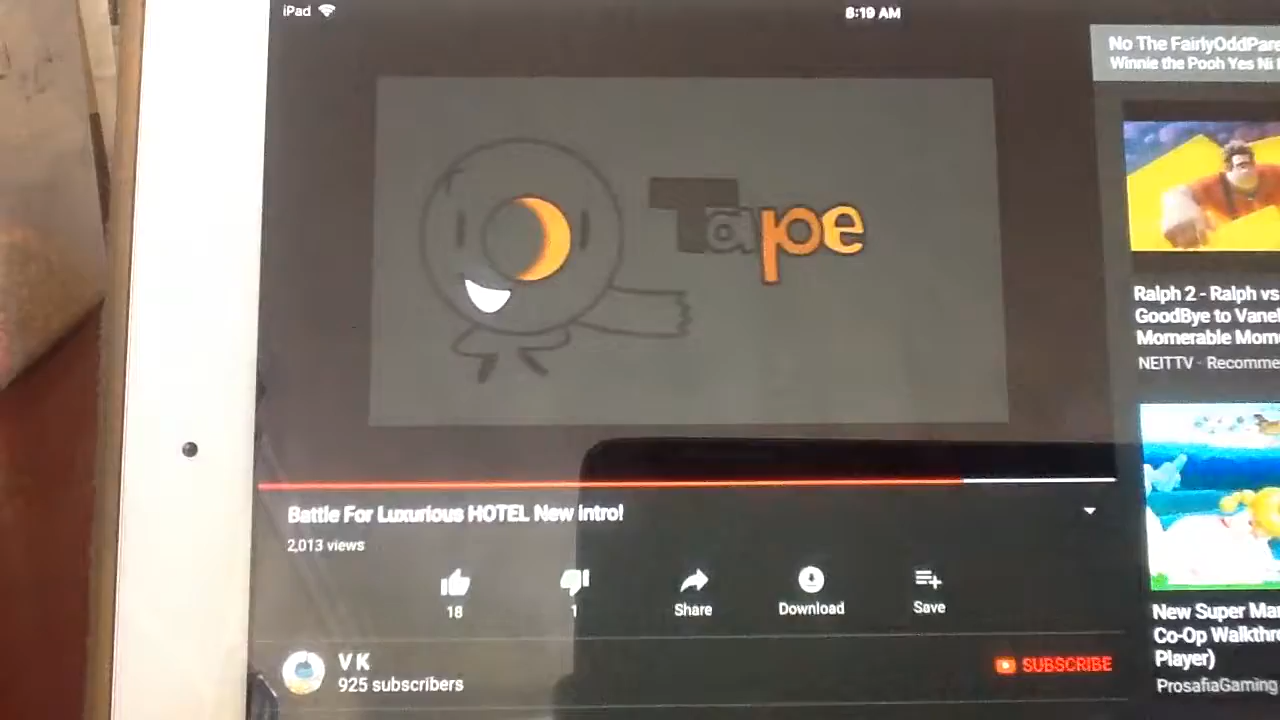 iPad
8:19 AM
No The FairlyOddPare
Winnie the Pooh Yes Ni
Tape
Ralph 2 - Ralph vs
GoodBye to Vanel
Momerable Mome
NEITTV · Recomme
Battle For Luxurious HOTEL New intro!
2,013 views
18
1
Share
Download
Save
New Super Ma
Co-Op Walkthr
Player)
ProsafiaGaming
V K
925 subscribers
SUBSCRIBE